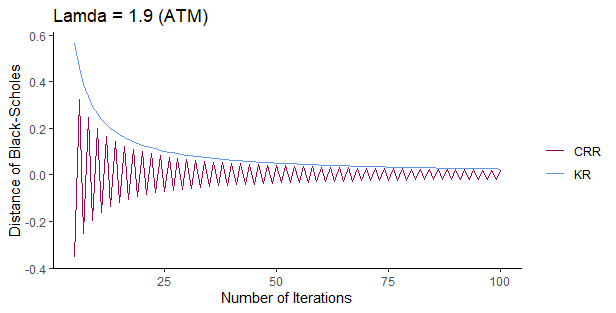 Lamda = 1.9 (ATM)
Distance of Black-Scholes
0.6
0.4
0.2
0.0
-0.2
-0.4
25
50
75
100
Number of Iterations
CRR
KR